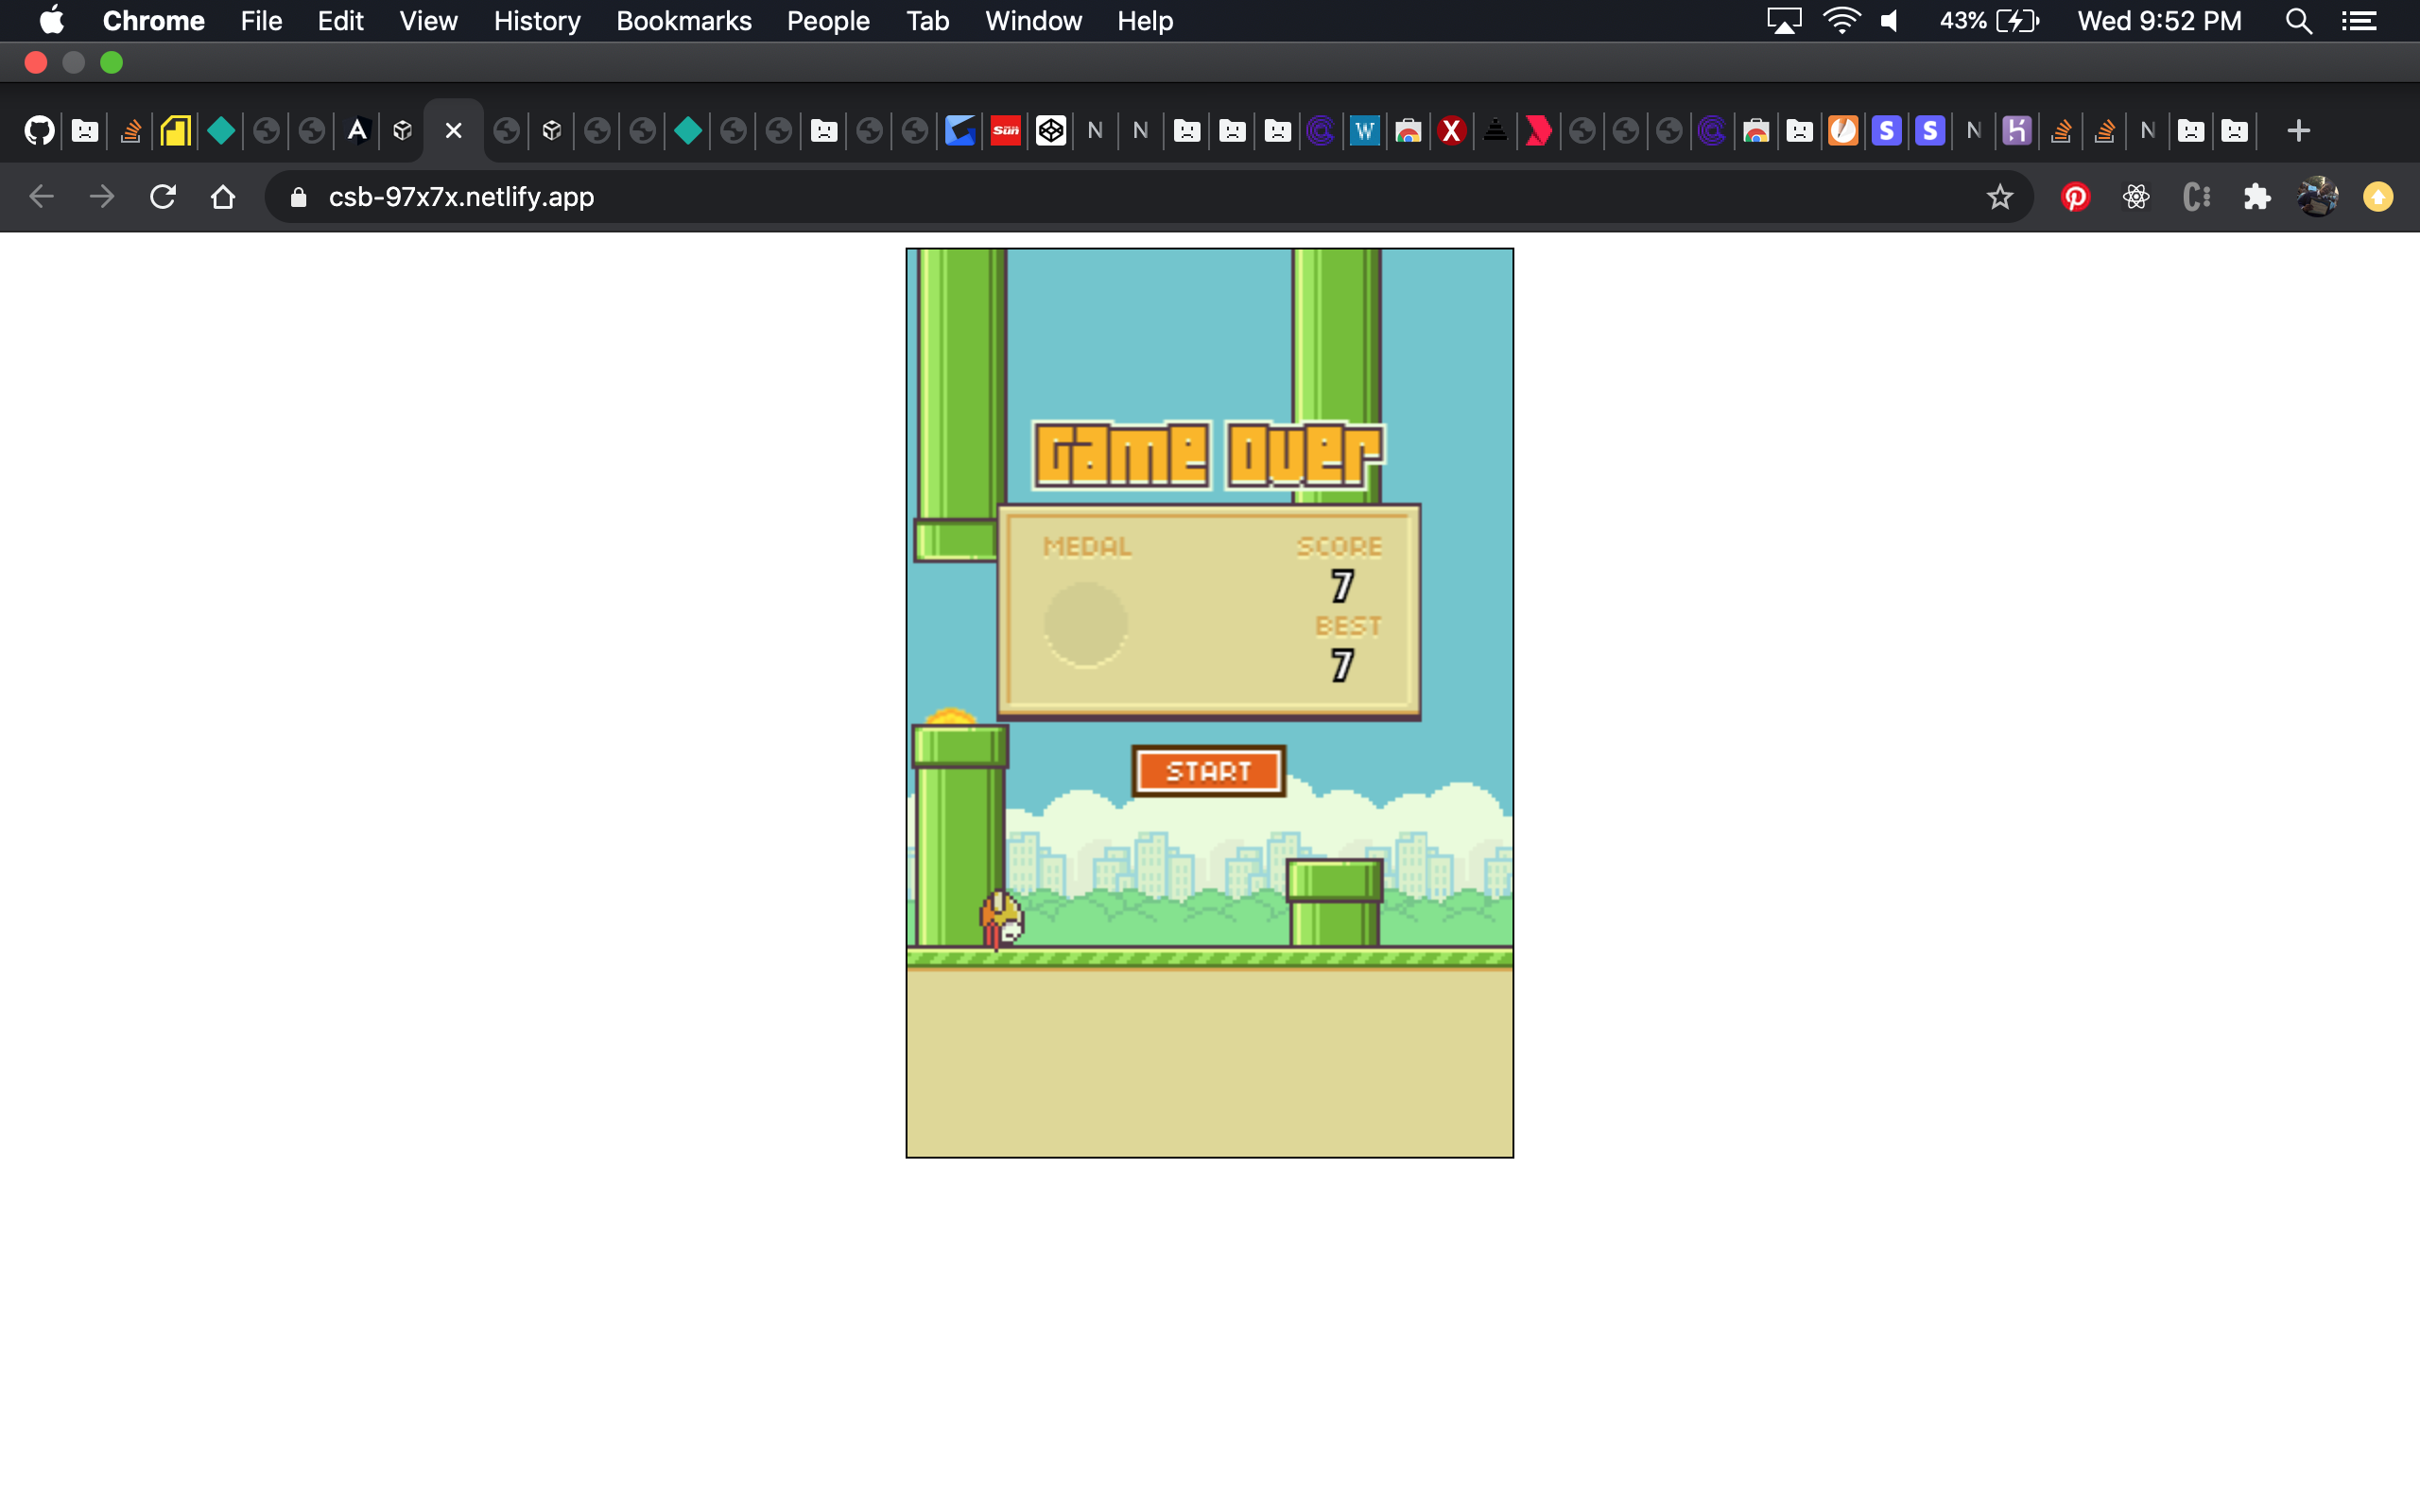 Chrome File Edit View History Bookmarks People Tab Window Help 43% Wed 9:52 PM
csb-97x7x.netlify.app
Game Over
MEDAL SCORE
7
BEST
7
START